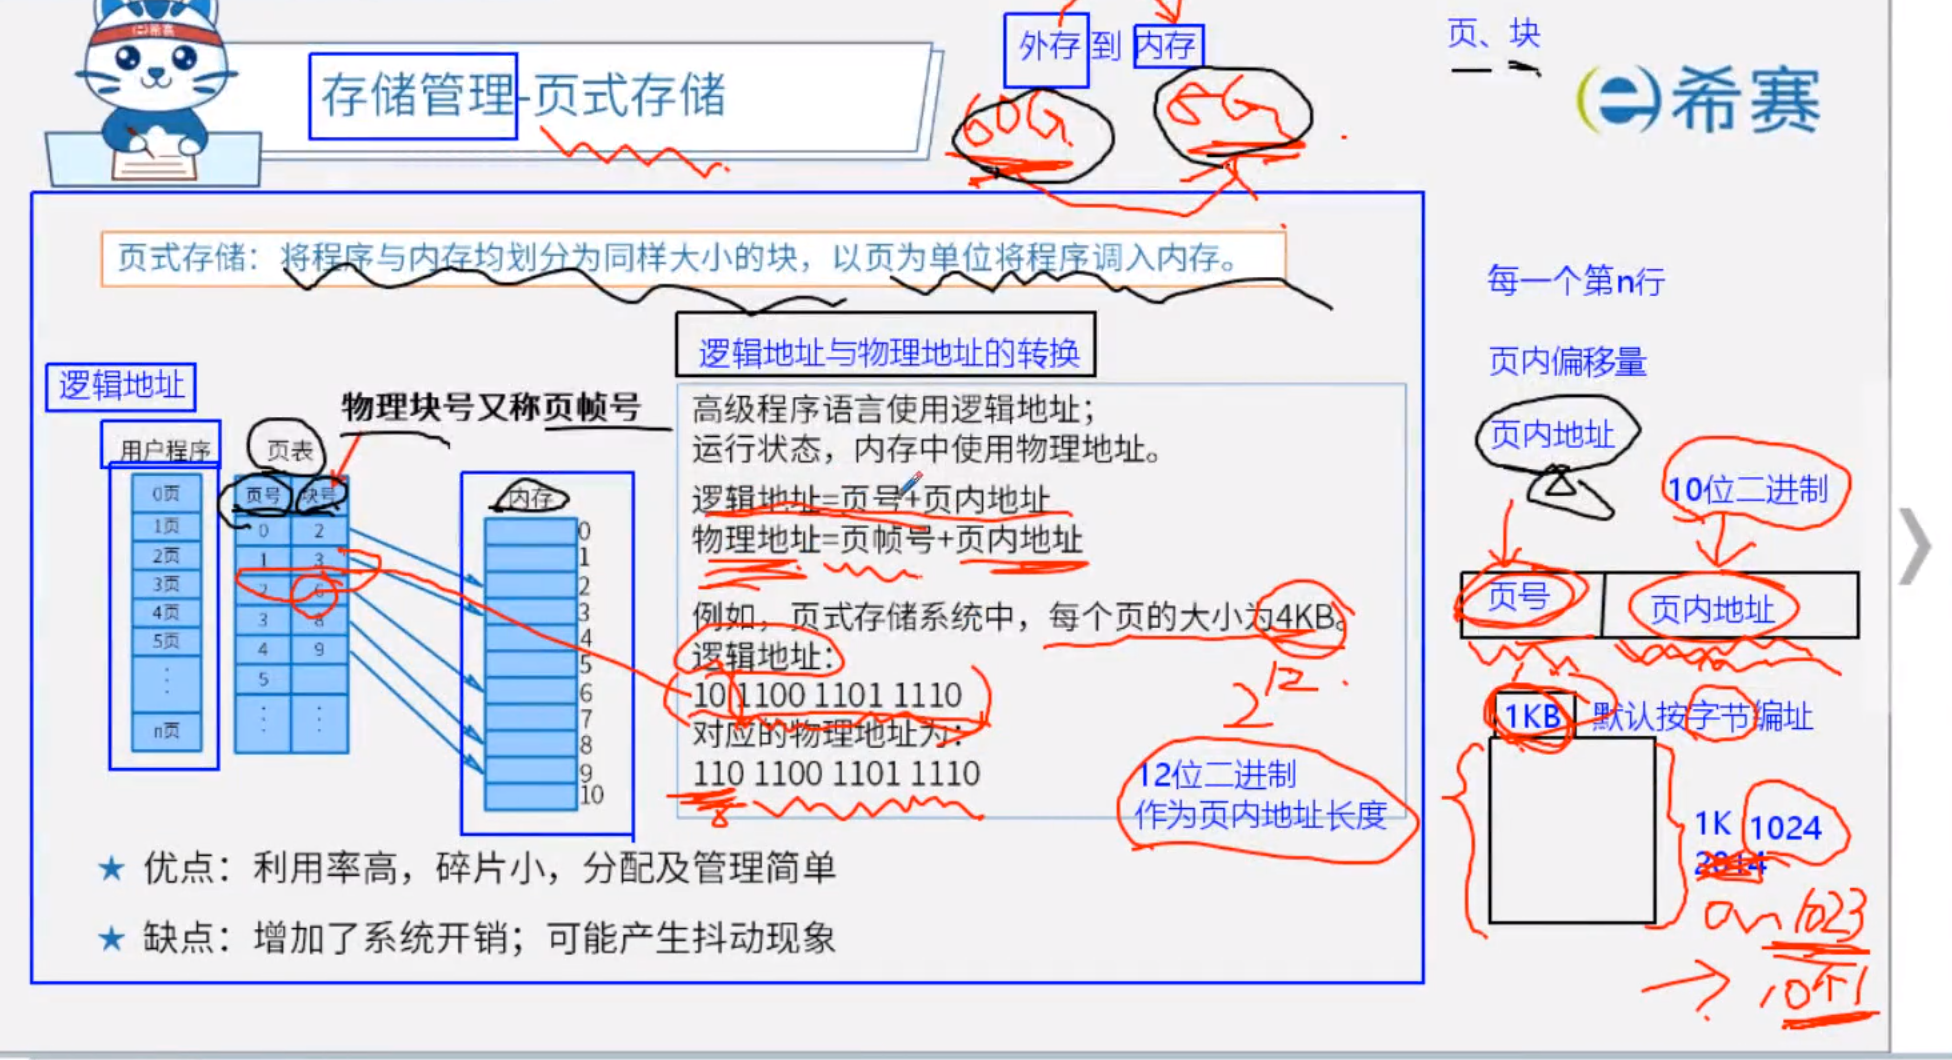 希赛
存储管理-页式存储
外存 到 内存
60G
8G
页、块
希赛
页式存储：将程序与内存均划分为同样大小的块，以页为单位将程序调入内存。
逻辑地址
物理块号又称页帧号
用户程序
0页
1页
2页
3页
4页
5页
n页
页表
页号 块号
0 2
1 3
2 6
3 8
4 9
5
内存
0
1
2
3
4
5
6
7
8
9
10
逻辑地址与物理地址的转换
高级程序语言使用逻辑地址；
运行状态，内存中使用物理地址。
逻辑地址=页号+页内地址
物理地址=页帧号+页内地址
例如，页式存储系统中，每个页的大小为4KB。
逻辑地址：
10 1100 1101 1110
对应的物理地址为：
110 1100 1101 1110
2^12
12位二进制
作为页内地址长度
优点：利用率高，碎片小，分配及管理简单
缺点：增加了系统开销；可能产生抖动现象
每一个第n行
页内偏移量
页内地址
10位二进制
页号 页内地址
1KB 默认按字节编址
1K 1024
2014
0~1023
10个1